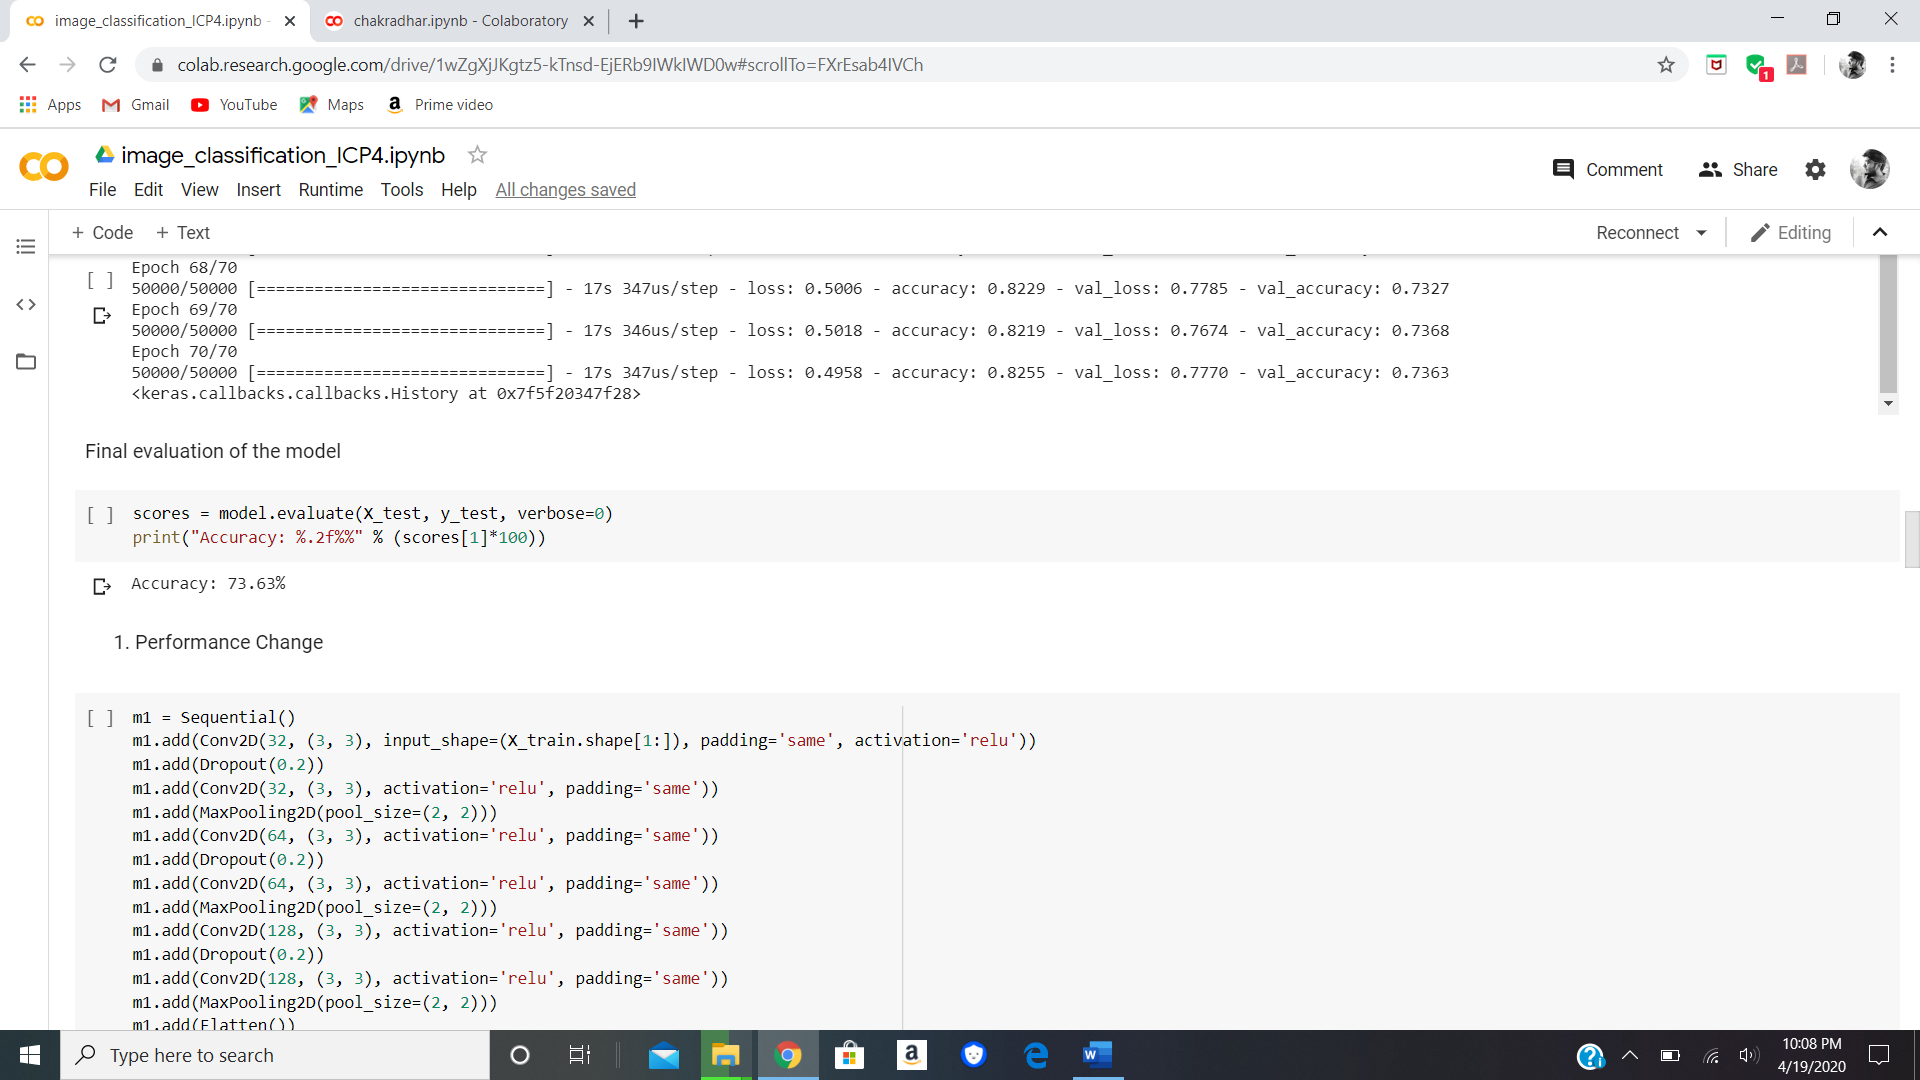 image_classification_ICP4.ipynb -
chakradhar.ipynb - Colaboratory
colab.research.google.com/drive/1wZgXjJKgtz5-kTnsd-EjERb9IWkIWD0w#scrollTo=FXrEsab4IVCh
1
Apps Gmail YouTube Maps Prime video
image_classification_ICP4.ipynb
Comment Share
File Edit View Insert Runtime Tools Help All changes saved
+ Code + Text Reconnect Editing
Epoch 68/70
[ ]
50000/50000 [==============================] - 17s 347us/step - loss: 0.5006 - accuracy: 0.8229 - val_loss: 0.7785 - val_accuracy: 0.7327
Epoch 69/70
50000/50000 [==============================] - 17s 346us/step - loss: 0.5018 - accuracy: 0.8219 - val_loss: 0.7674 - val_accuracy: 0.7368
Epoch 70/70
50000/50000 [==============================] - 17s 347us/step - loss: 0.4958 - accuracy: 0.8255 - val_loss: 0.7770 - val_accuracy: 0.7363
<keras.callbacks.callbacks.History at 0x7f5f20347f28>
Final evaluation of the model
[ ] scores = model.evaluate(X_test, y_test, verbose=0)
print("Accuracy: %.2f%%" % (scores[1]*100))
Accuracy: 73.63%
1. Performance Change
[ ] m1 = Sequential()
m1.add(Conv2D(32, (3, 3), input_shape=(X_train.shape[1:]), padding='same', activation='relu'))
m1.add(Dropout(0.2))
m1.add(Conv2D(32, (3, 3), activation='relu', padding='same'))
m1.add(MaxPooling2D(pool_size=(2, 2)))
m1.add(Conv2D(64, (3, 3), activation='relu', padding='same'))
m1.add(Dropout(0.2))
m1.add(Conv2D(64, (3, 3), activation='relu', padding='same'))
m1.add(MaxPooling2D(pool_size=(2, 2)))
m1.add(Conv2D(128, (3, 3), activation='relu', padding='same'))
m1.add(Dropout(0.2))
m1.add(Conv2D(128, (3, 3), activation='relu', padding='same'))
m1.add(MaxPooling2D(pool_size=(2, 2)))
m1.add(Flatten())
Type here to search
10:08 PM
4/19/2020